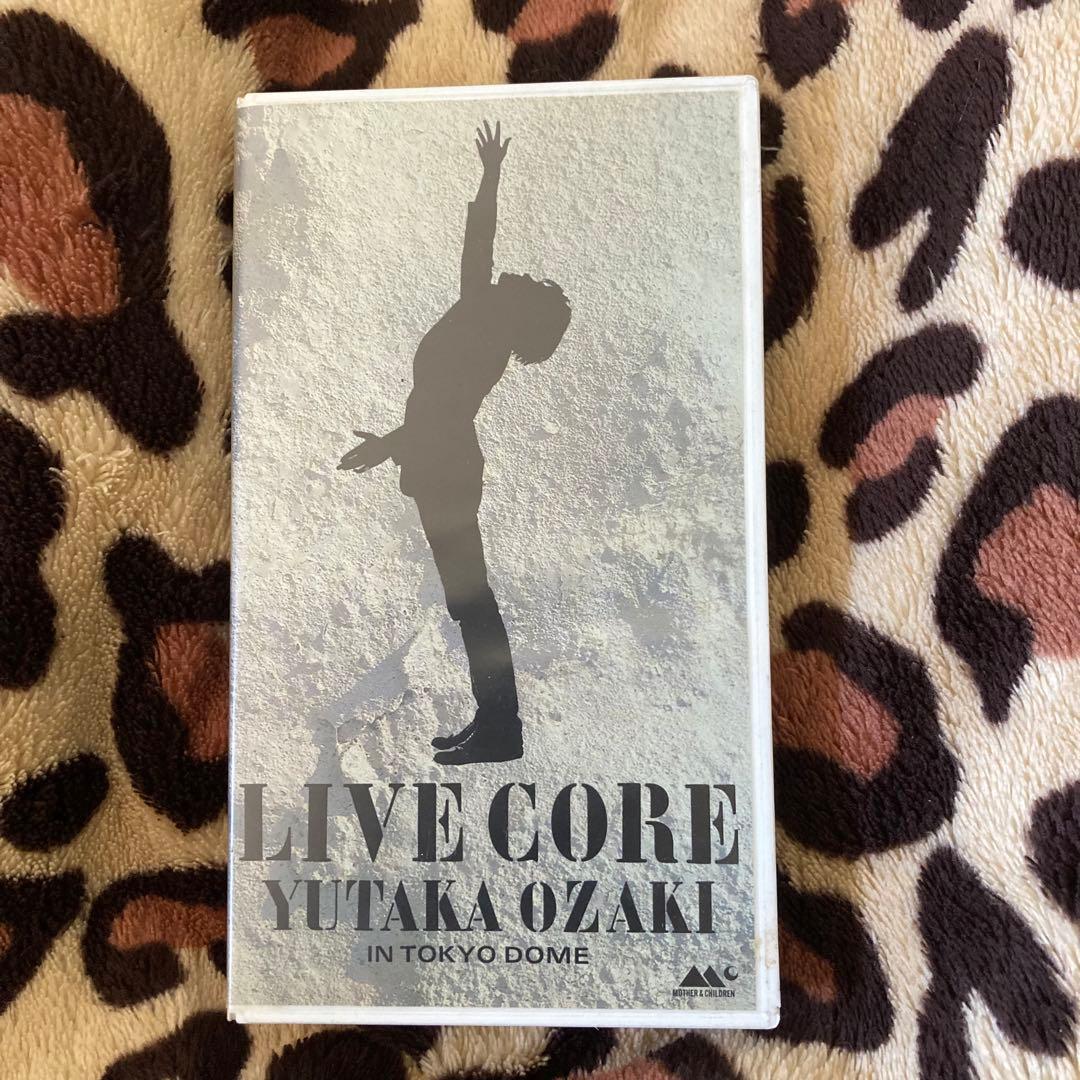 LIVE CORE
YUTAKA OZAKI
IN TOKYO DOME
MOTHER & CHILDREN